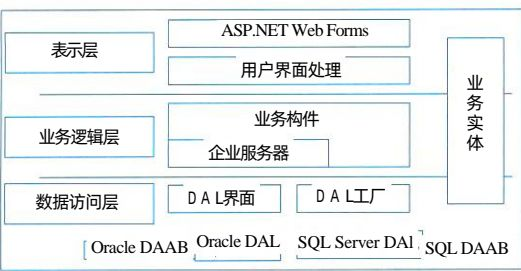 ASP.NET Web Forms
表示层
用户界面处理
业务实体
业务构件
业务逻辑层
企业服务器
数据访问层
DAL界面
DAL工厂
Oracle DAAB
Oracle DAL
SQL Server DAl
SQL DAAB